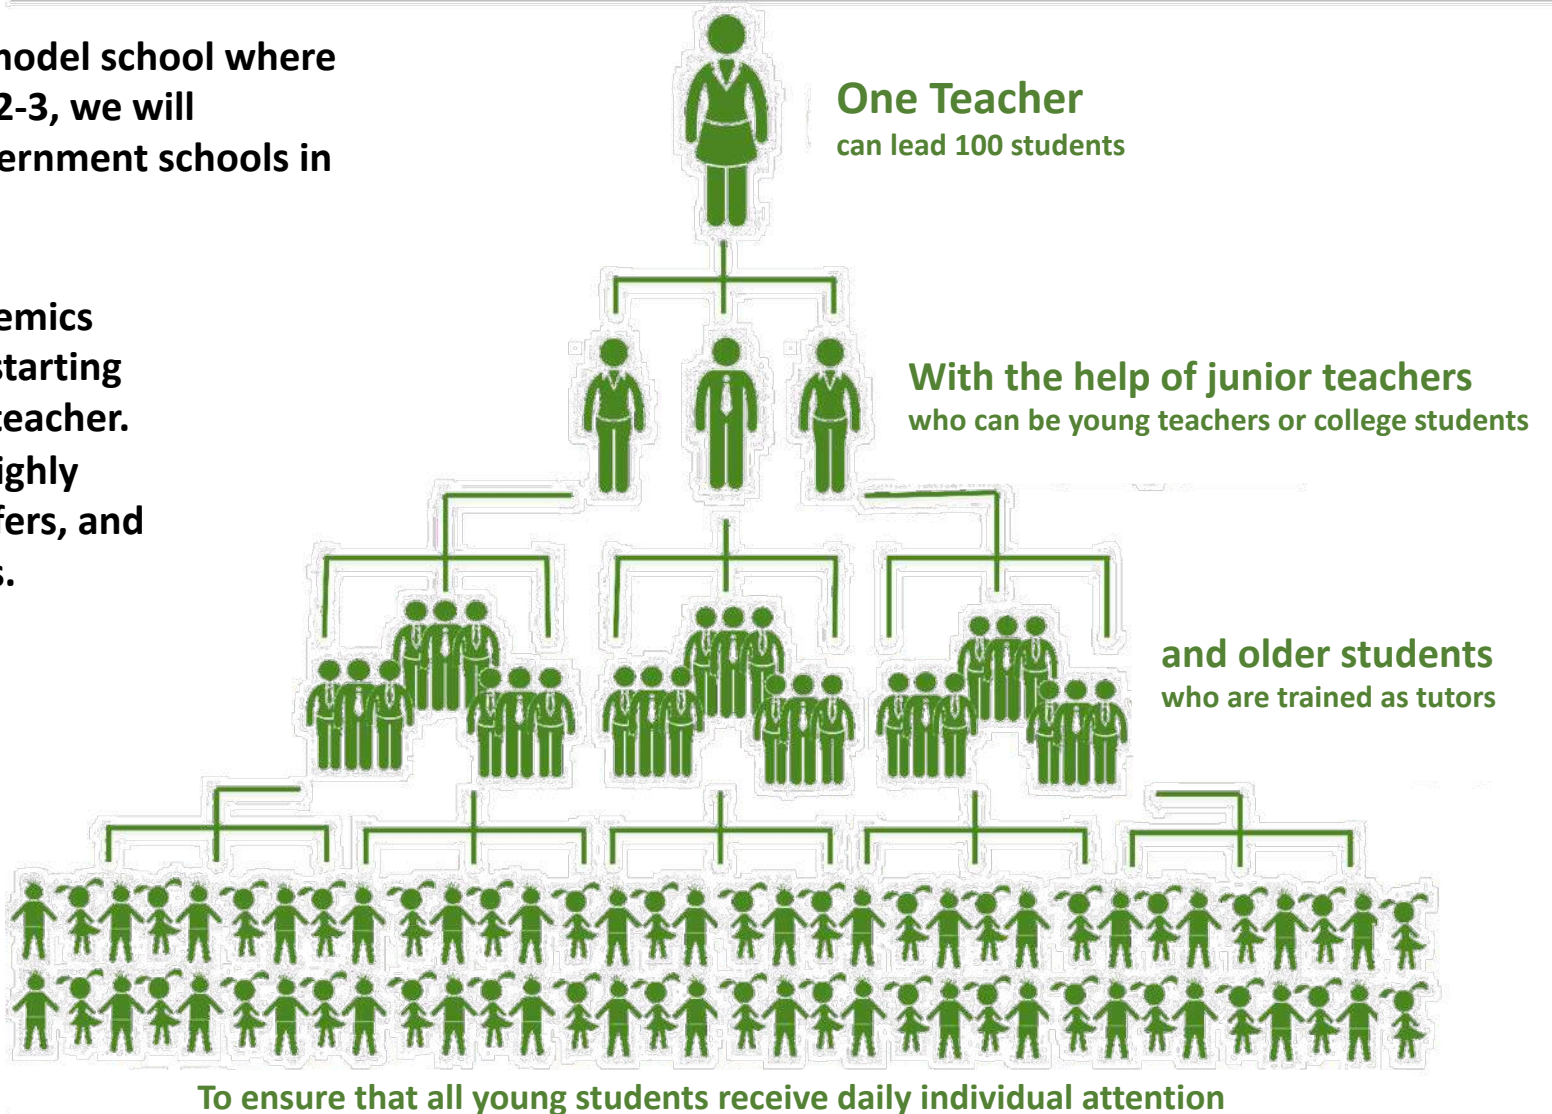 nodel school where
2-3, we will
ernment schools in
emics
starting
teacher.
ighly
fers, and
s.
One Teacher
can lead 100 students
With the help of junior teachers
who can be young teachers or college students
and older students
who are trained as tutors
To ensure that all young students receive daily individual attention